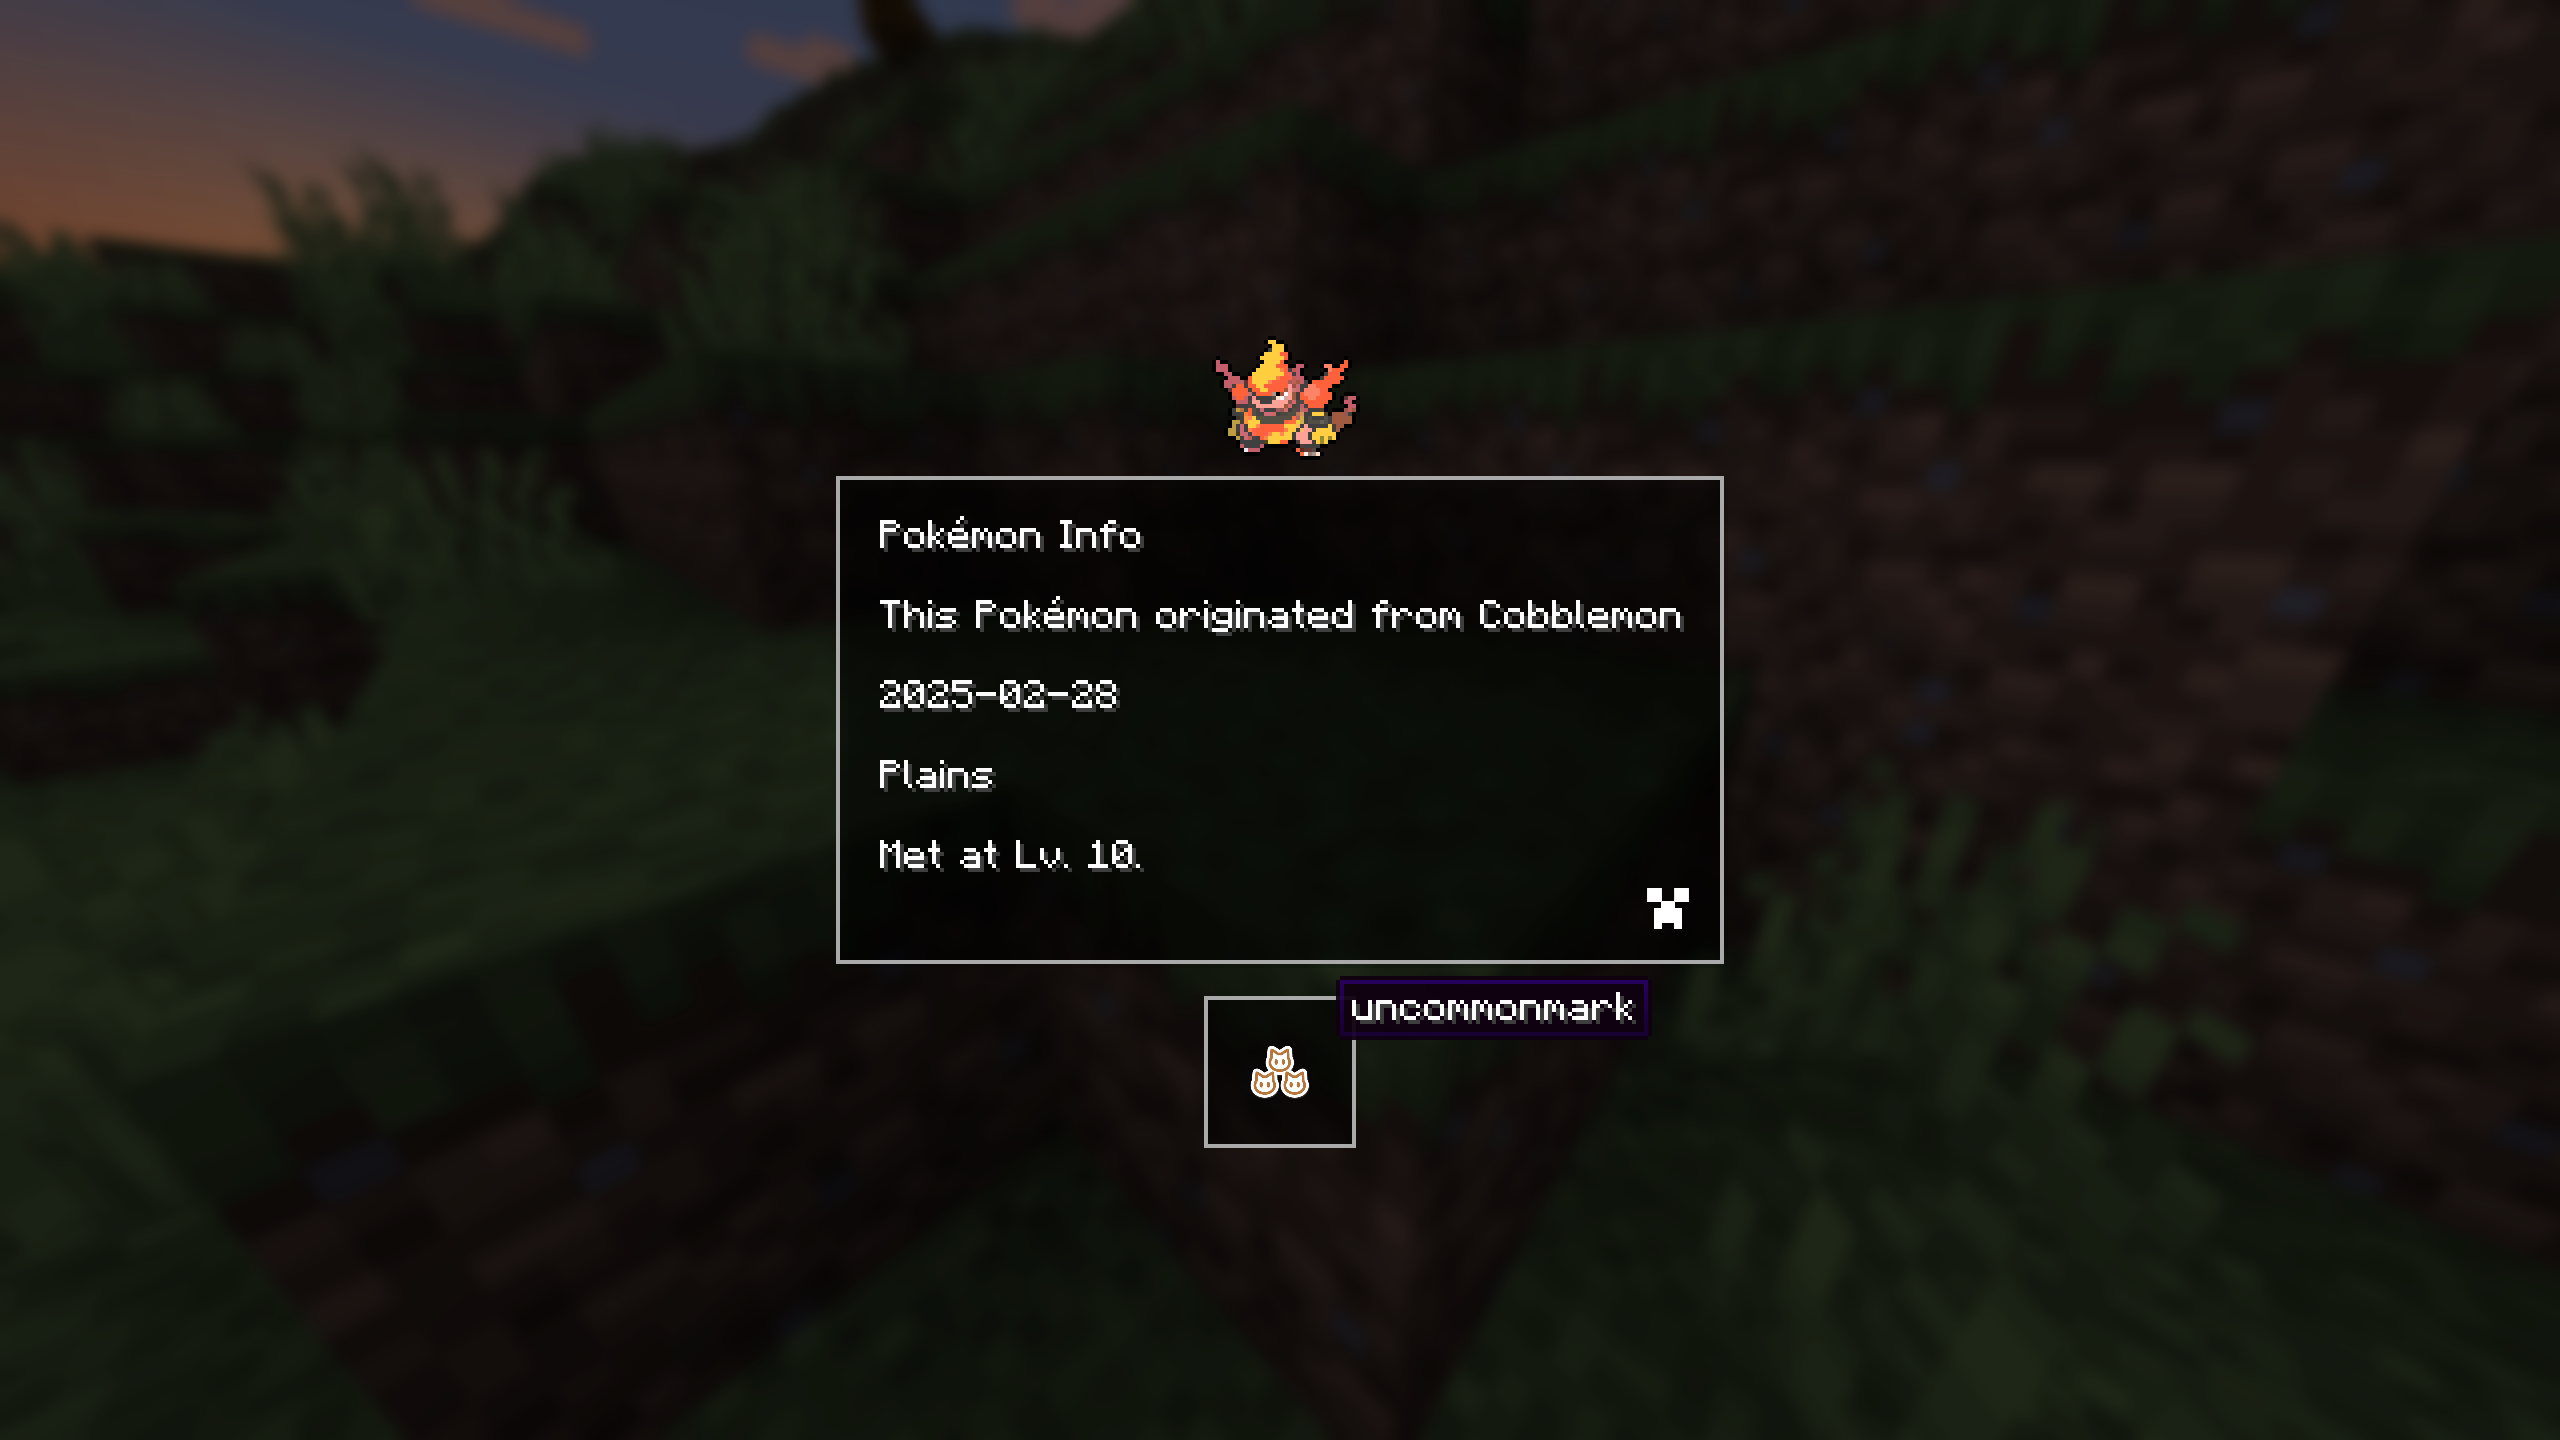 Pokémon Info
This Pokémon originated from Cobblemon
2025-02-28
Plains
Met at Lv. 10.
uncommonmark